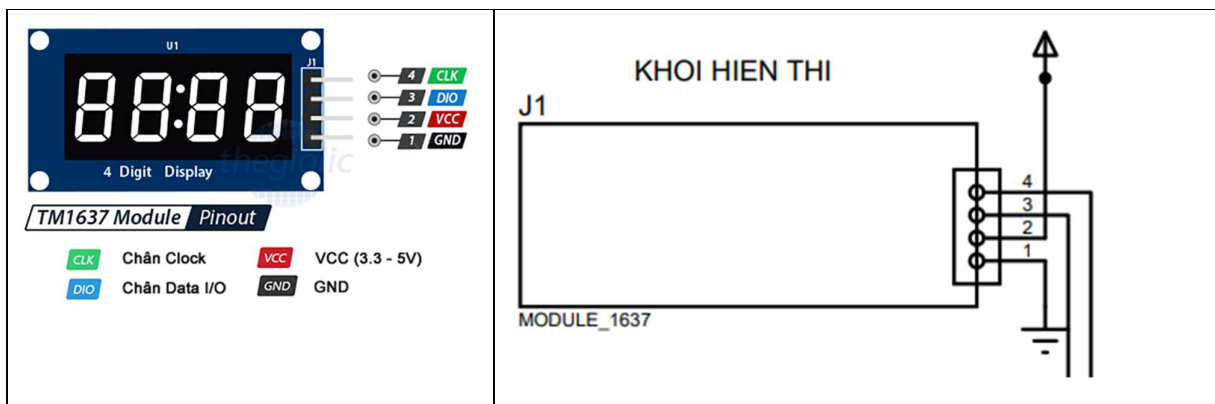 U1
J1
4 CLK
3 DIO
2 VCC
1 GND
4 Digit Display
TM1637 Module Pinout
CLK Chân Clock
VCC VCC (3.3 - 5V)
DIO Chân Data I/O
GND GND
KHOI HIEN THI
J1
4
3
2
1
MODULE_1637